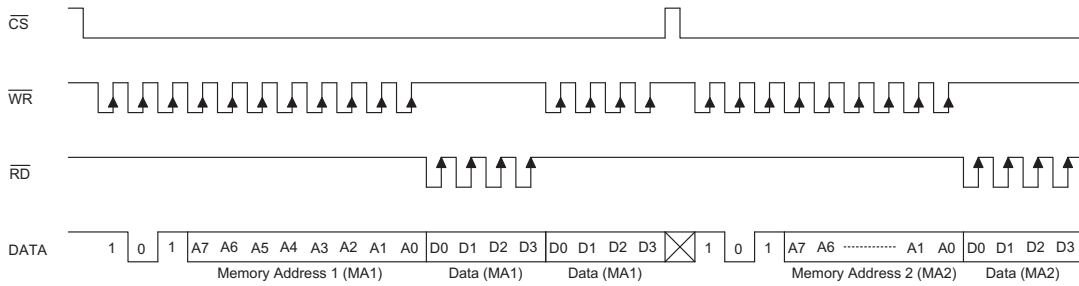 CS
WR
RD
DATA 1 0 1 A7 A6 A5 A4 A3 A2 A1 A0 D0 D1 D2 D3 D0 D1 D2 D3 1 0 1 A7 A6 A1 A0 D0 D1 D2 D3
Memory Address 1 (MA1) Data (MA1) Data (MA1) Memory Address 2 (MA2) Data (MA2)